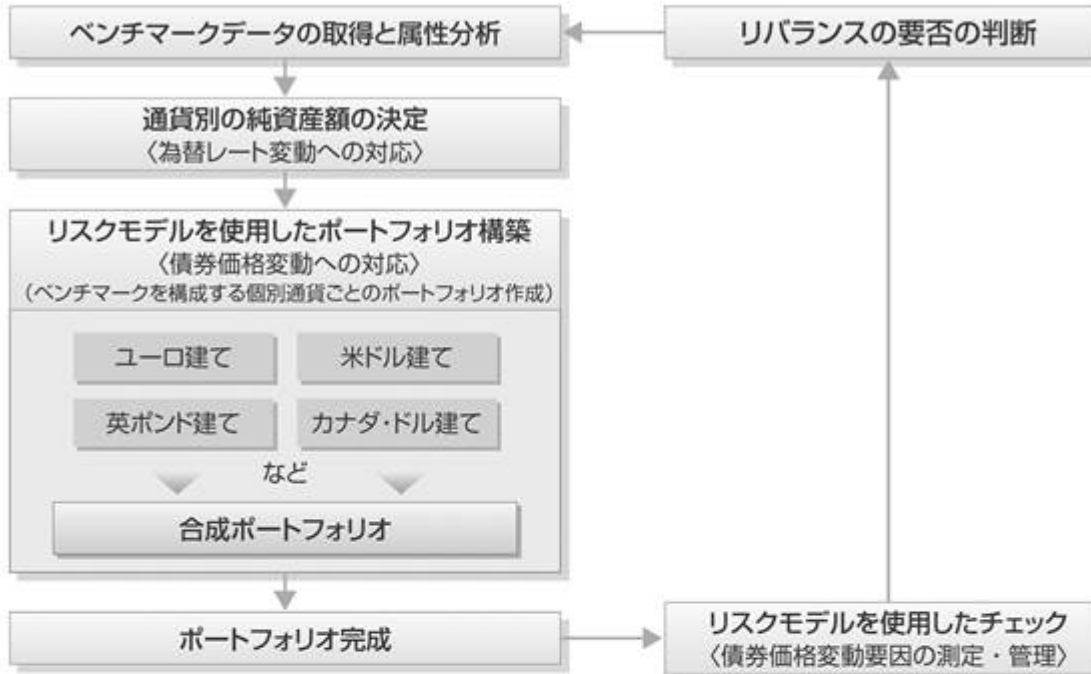 ベンチマークデータの取得と属性分析
リバランスの要否の判断
通貨別の純資産額の決定
〈為替レート変動への対応〉
リスクモデルを使用したポートフォリオ構築
〈債券価格変動への対応〉
（ベンチマークを構成する個別通貨ごとのポートフォリオ作成）
ユーロ建て
米ドル建て
英ポンド建て
カナダ・ドル建て
など
合成ポートフォリオ
ポートフォリオ完成
リスクモデルを使用したチェック
〈債券価格変動要因の測定・管理〉